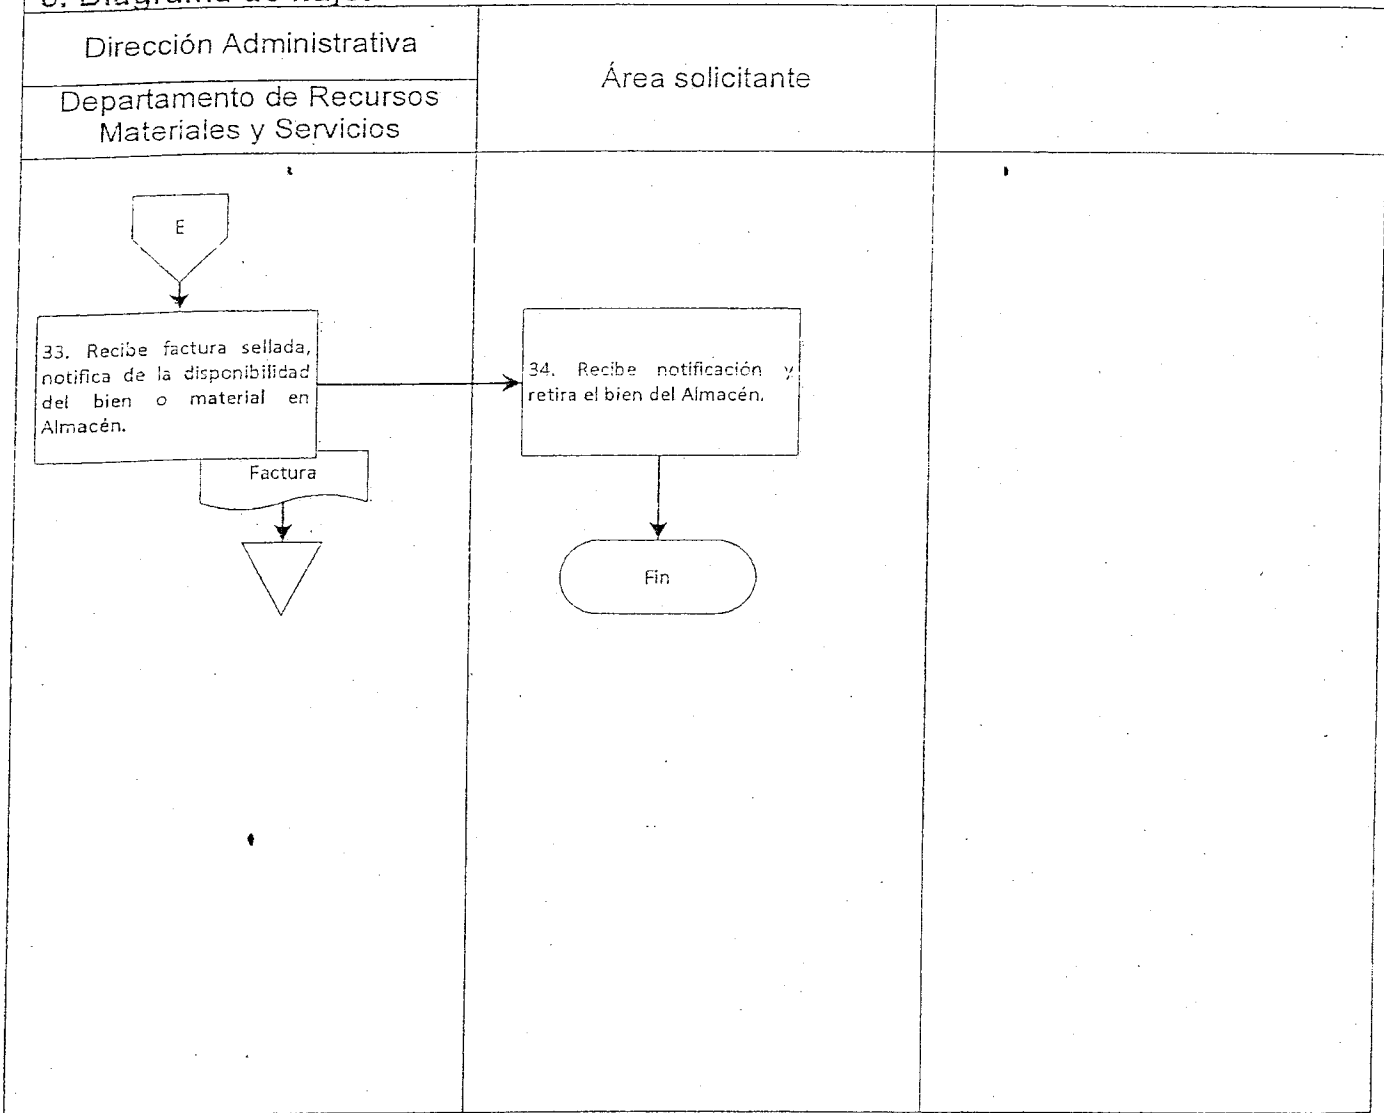 Dirección Administrativa
Departamento de Recursos
Materiales y Servicios
Área solicitante
E
33. Recibe factura sellada,
notifica de la disponibilidad
del bien o material en
Almacén.
Factura
34. Recibe notificación y
retira el bien del Almacén.
Fin